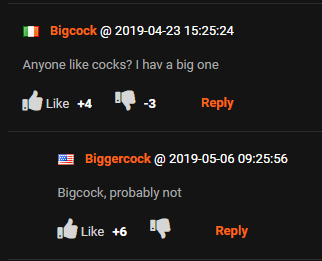 Bigcock @ 2019-04-23 15:25:24
Anyone like cocks? I hav a big one
Like +4 -3 Reply
Biggercock @ 2019-05-06 09:25:56
Bigcock, probably not
Like +6 Reply